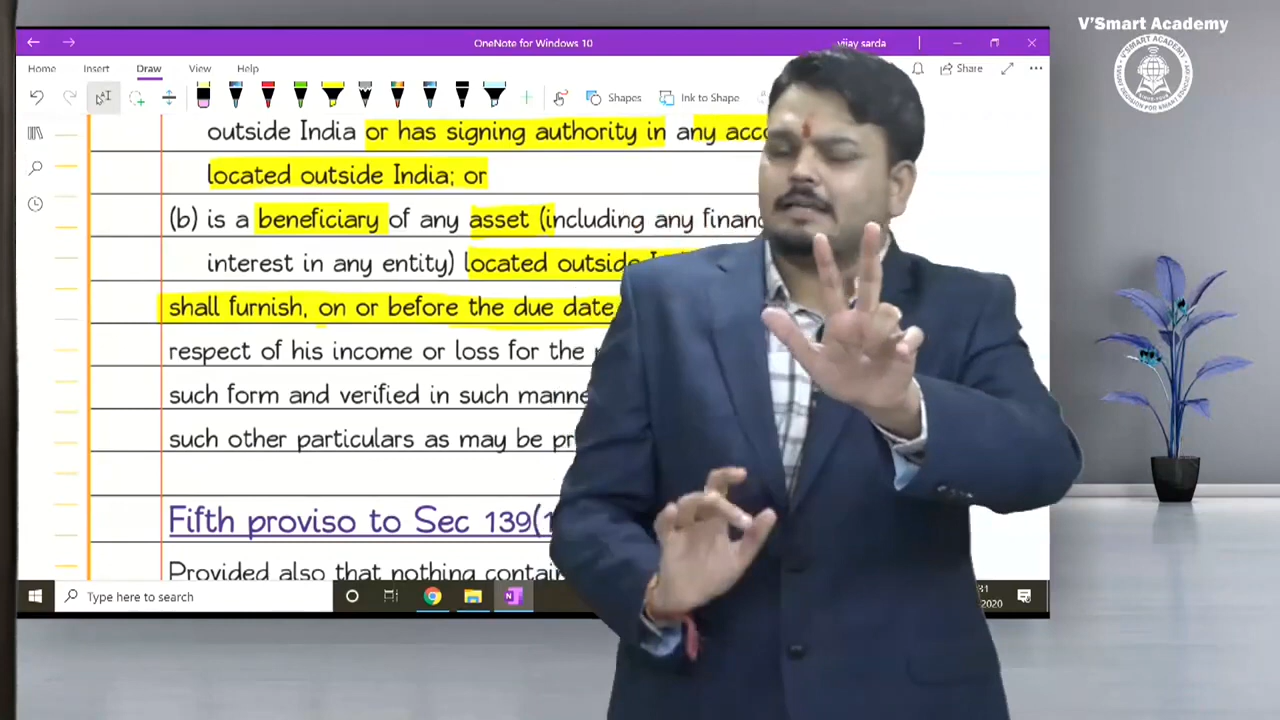 V'Smart Academy
OneNote for Windows 10
vijay sarda
Home Insert Draw View Help
Share
Shapes
Ink to Shape
outside India or has signing authority in any acco
located outside India; or
(b) is a beneficiary of any asset (including any financ
interest in any entity) located outside
shall furnish, on or before the due date
respect of his income or loss for the
such form and verified in such manne
such other particulars as may be pr
Fifth proviso to Sec 139(1
Provided also that nothing contain
Type here to search
31
2020